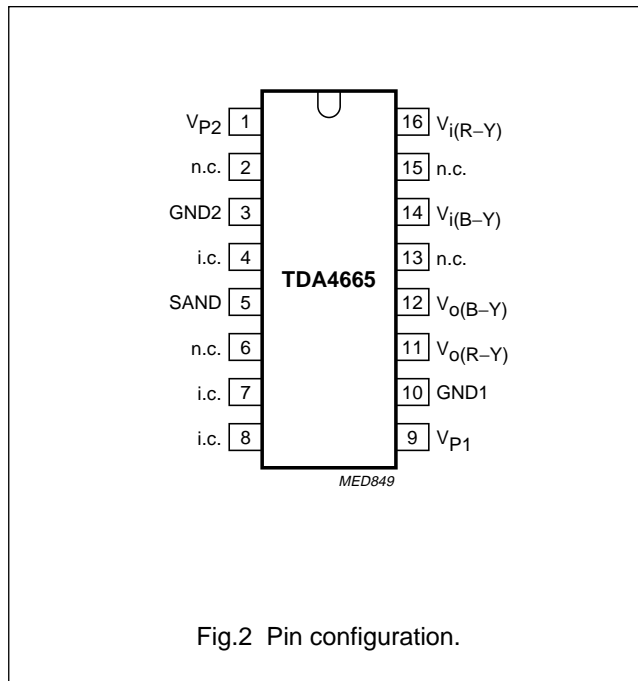 VP2 1 16 Vi(R–Y)
n.c. 2 15 n.c.
GND2 3 14 Vi(B–Y)
i.c. 4 13 n.c.
TDA4665
SAND 5 12 Vo(B–Y)
n.c. 6 11 Vo(R–Y)
i.c. 7 10 GND1
i.c. 8 9 VP1
MED849
Fig.2 Pin configuration.